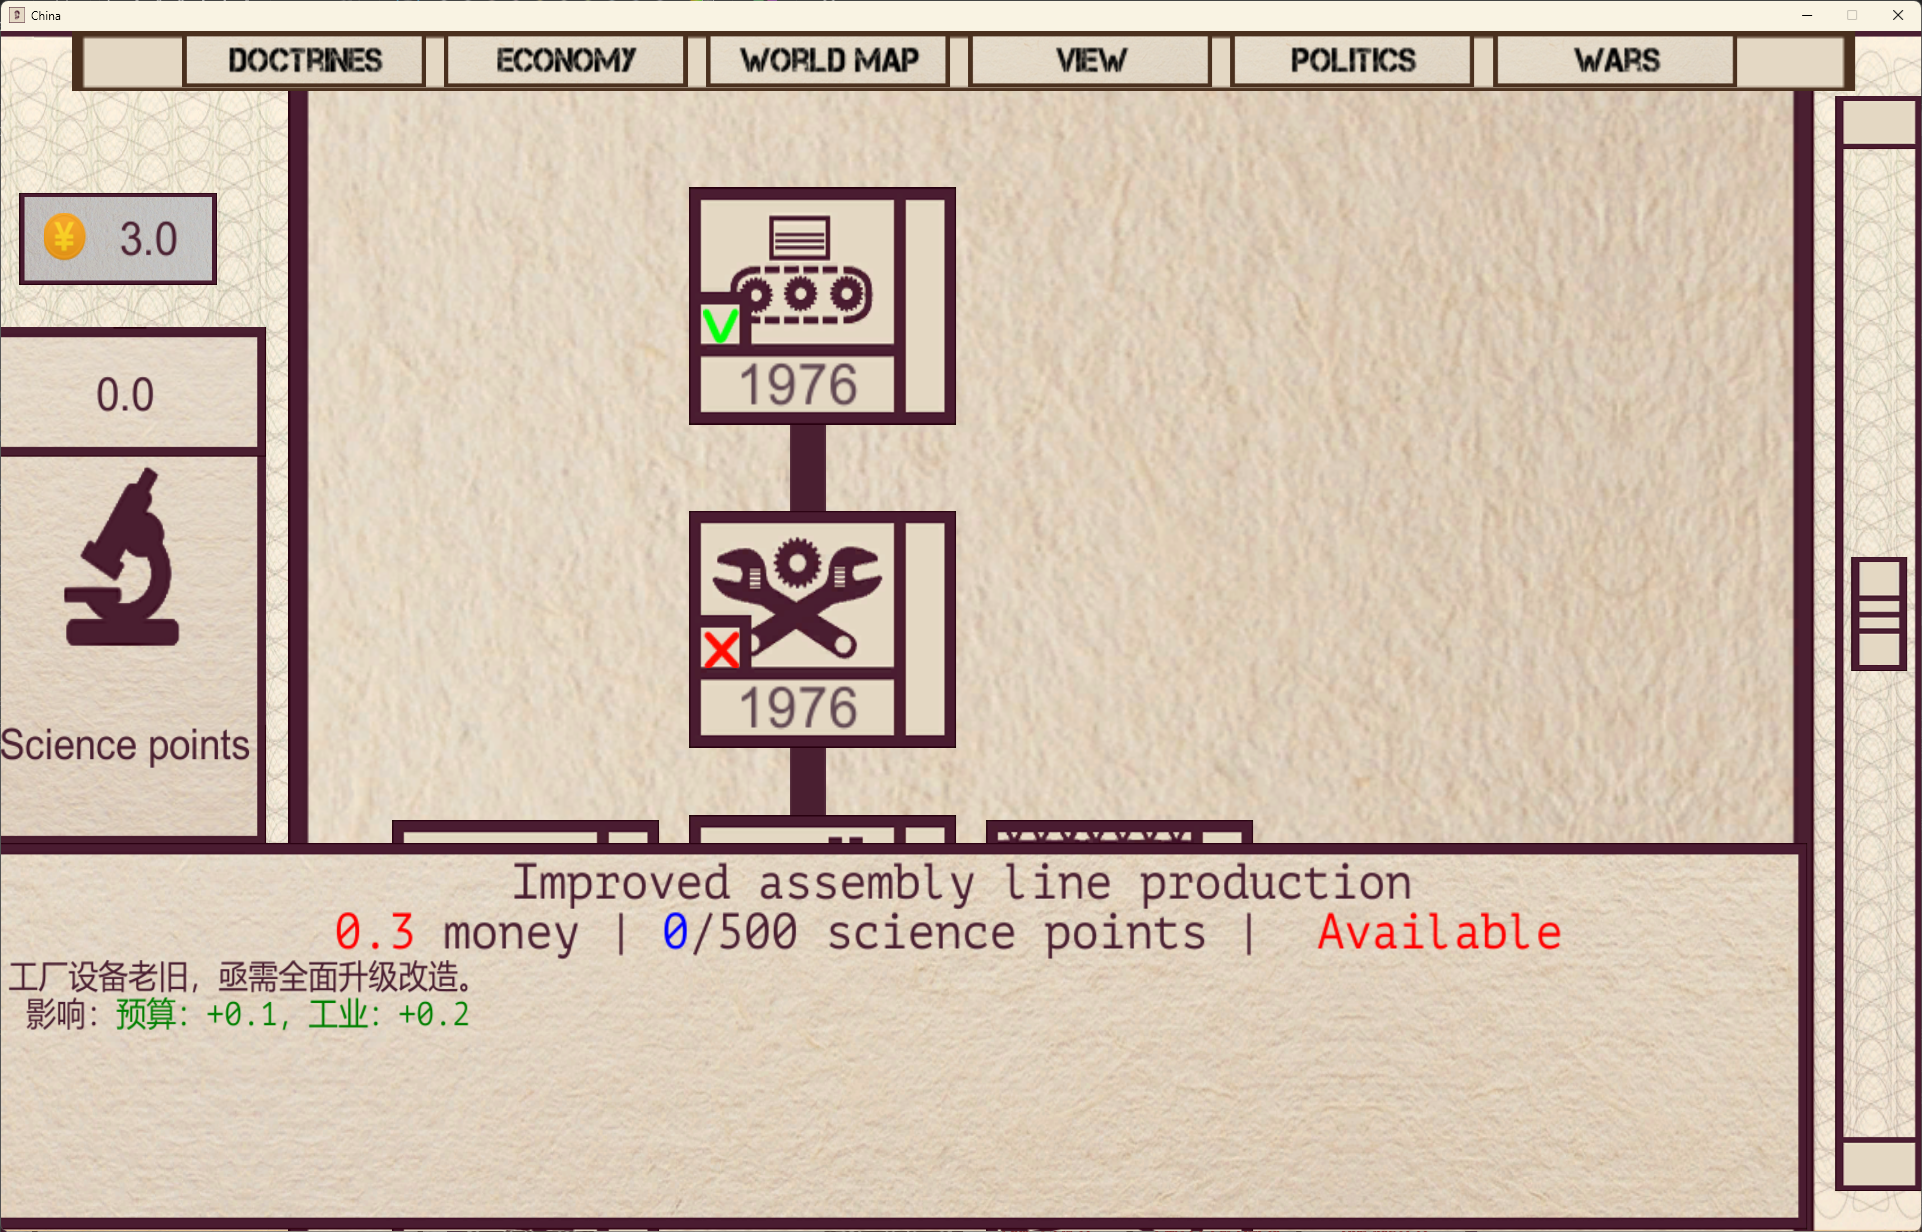 China
DOCTRINES
ECONOMY
WORLD MAP
VIEW
POLITICS
WARS
¥ 3.0
0.0
Science points
1976
1976
Improved assembly line production
0.3 money | 0/500 science points | Available
工厂设备老旧，亟需全面升级改造。
影响：预算：+0.1，工业：+0.2